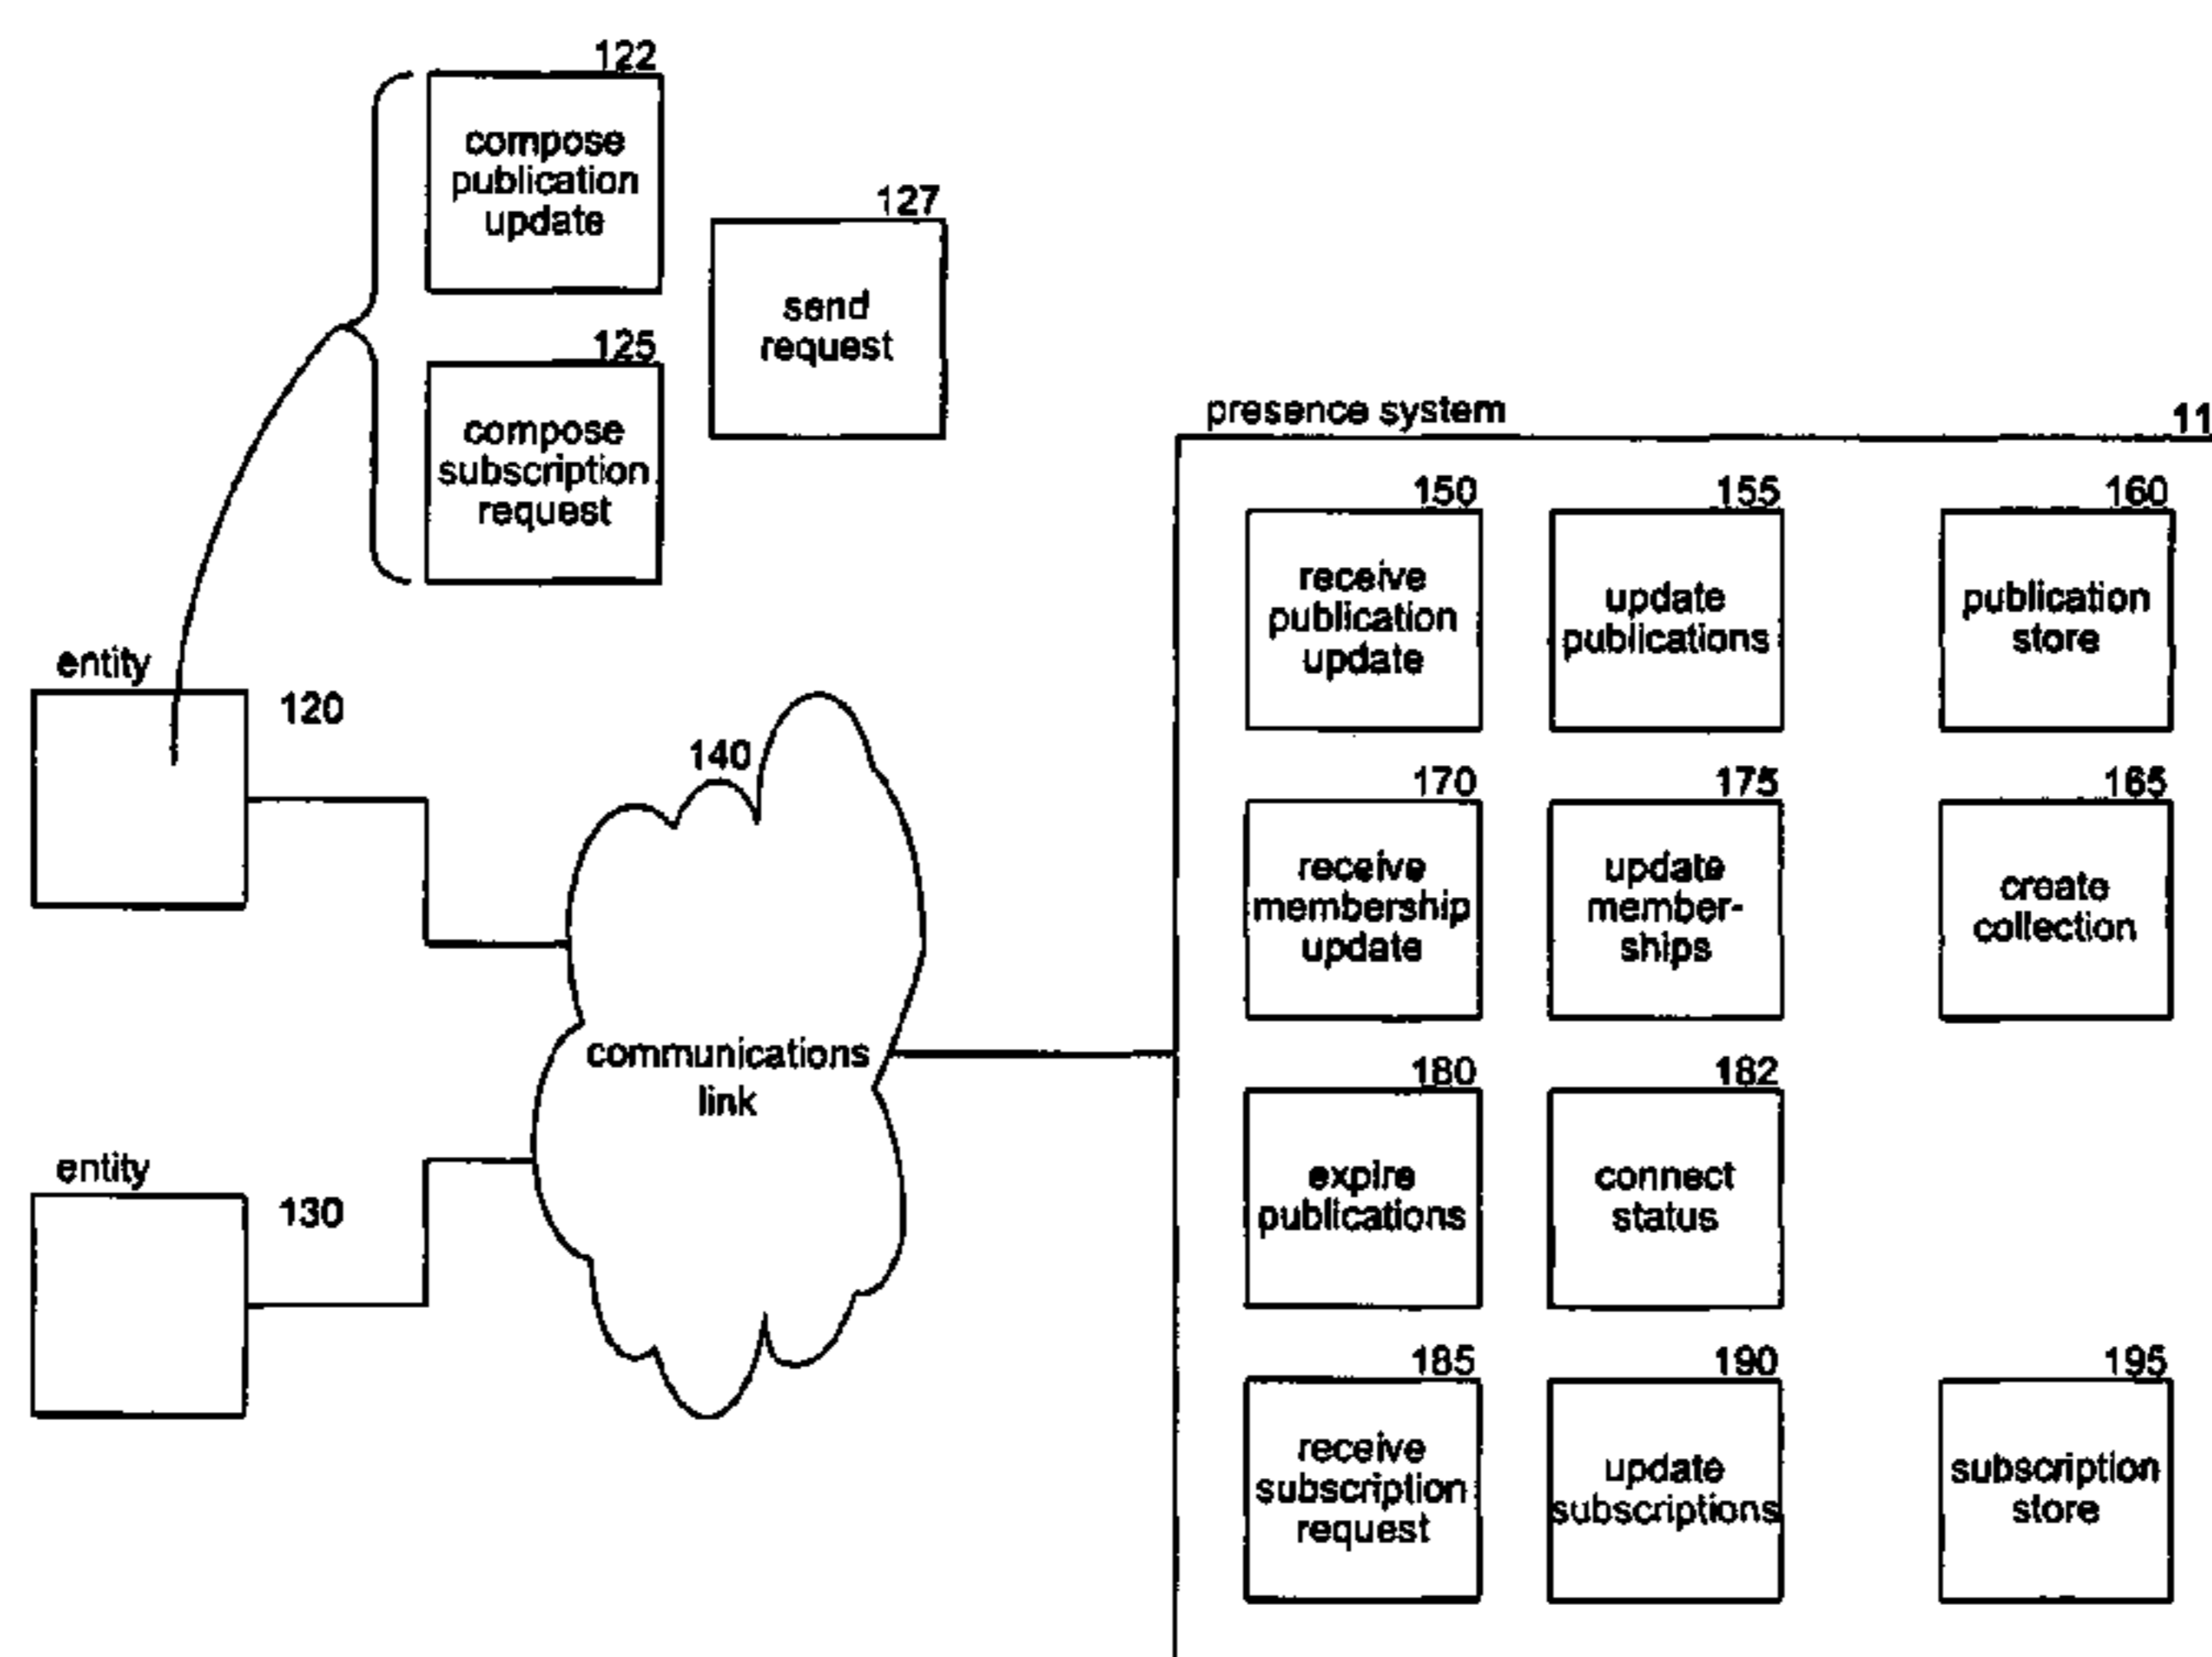 122
compose
publication
update
127
send
request
125
compose
subscription
request
presence system
11
150
receive
publication
update
155
update
publications
160
publication
store
entity
120
140
communications
link
170
receive
membership
update
175
update
member-
ships
165
create
collection
180
expire
publications
182
connect
status
entity
130
185
receive
subscription
request
190
update
subscriptions
195
subscription
store